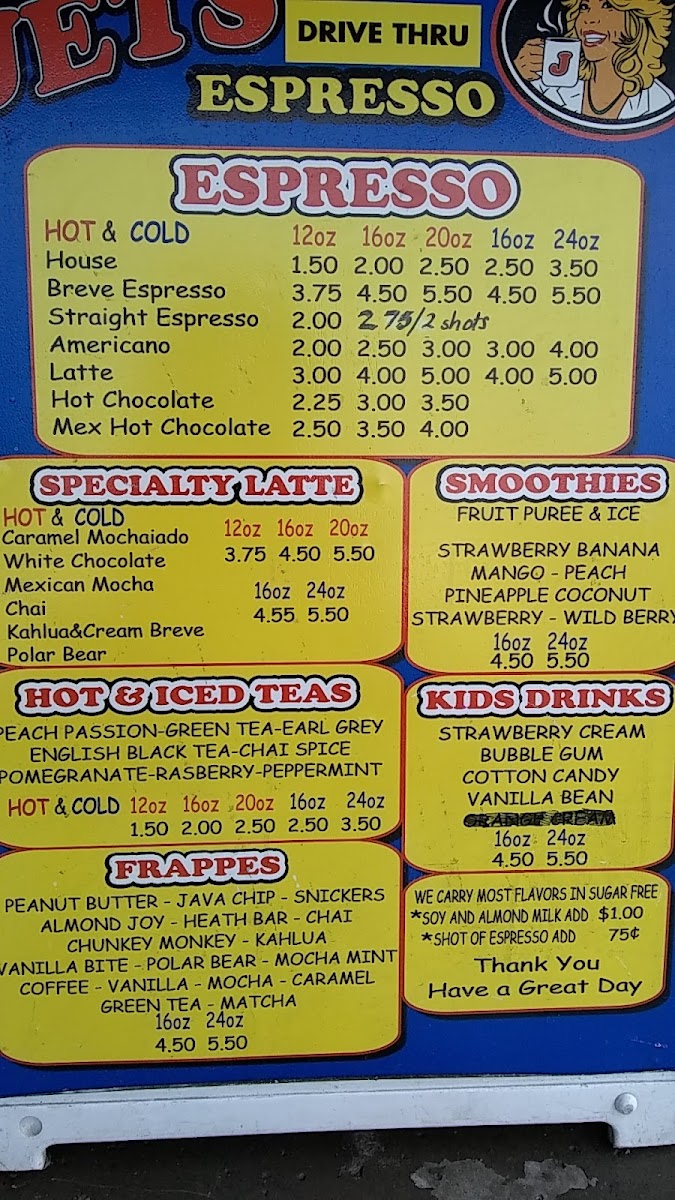 DRIVE THRU
ESPRESSO
J
ESPRESSO
HOT & COLD 12oz 16oz 20oz 16oz 24oz
House 1.50 2.00 2.50 2.50 3.50
Breve Espresso 3.75 4.50 5.50 4.50 5.50
Straight Espresso 2.00 2 75/2 shots
Americano 2.00 2.50 3.00 3.00 4.00
Latte 3.00 4.00 5.00 4.00 5.00
Hot Chocolate 2.25 3.00 3.50
Mex Hot Chocolate 2.50 3.50 4.00
SPECIALTY LATTE
HOT & COLD
Caramel Mochaiado 12oz 16oz 20oz
White Chocolate 3.75 4.50 5.50
Mexican Mocha 16oz 24oz
Chai 4.55 5.50
Kahlua&Cream Breve
Polar Bear
SMOOTHIES
FRUIT PUREE & ICE
STRAWBERRY BANANA
MANGO - PEACH
PINEAPPLE COCONUT
STRAWBERRY - WILD BERRY
16oz 24oz
4.50 5.50
HOT & ICED TEAS
PEACH PASSION-GREEN TEA-EARL GREY
ENGLISH BLACK TEA-CHAI SPICE
POMEGRANATE-RASBERRY-PEPPERMINT
HOT & COLD 12oz 16oz 20oz 16oz 24oz
1.50 2.00 2.50 2.50 3.50
KIDS DRINKS
STRAWBERRY CREAM
BUBBLE GUM
COTTON CANDY
VANILLA BEAN
ORANGE CREAM
16oz 24oz
4.50 5.50
FRAPPES
PEANUT BUTTER - JAVA CHIP - SNICKERS
ALMOND JOY - HEATH BAR - CHAI
CHUNKEY MONKEY - KAHLUA
VANILLA BITE - POLAR BEAR - MOCHA MINT
COFFEE - VANILLA - MOCHA - CARAMEL
GREEN TEA - MATCHA
16oz 24oz
4.50 5.50
WE CARRY MOST FLAVORS IN SUGAR FREE
*SOY AND ALMOND MILK ADD $1.00
*SHOT OF ESPRESSO ADD 75¢
Thank You
Have a Great Day